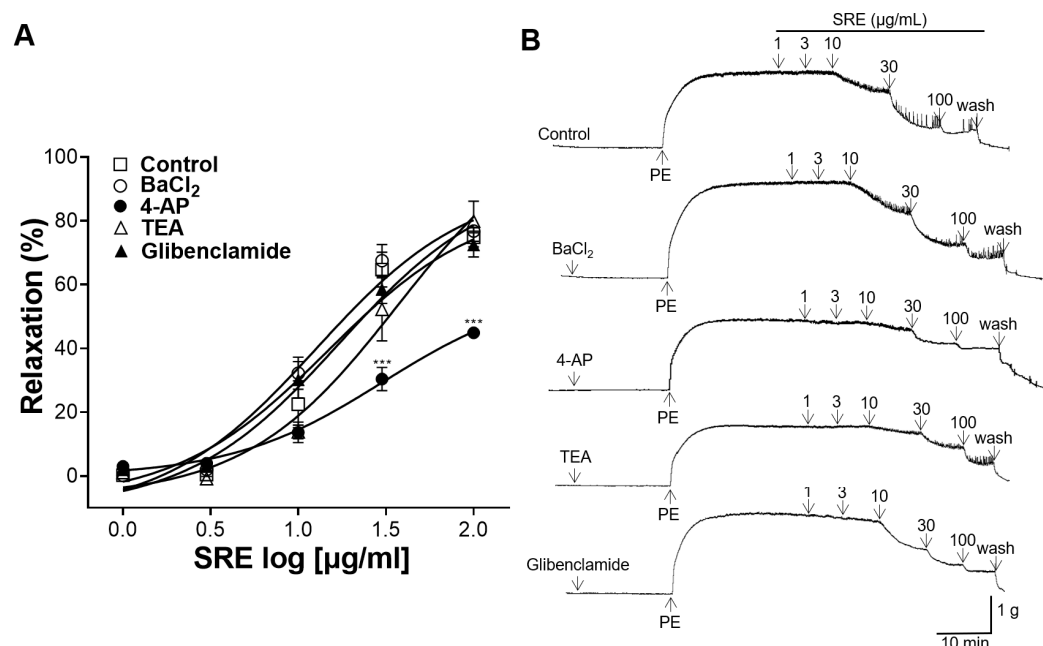 A
100
80
60
40
20
0
Relaxation (%)
Control
BaCl2
4-AP
TEA
Glibenclamide
***
***
0.0 0.5 1.0 1.5 2.0
SRE log [µg/ml]
B
SRE (µg/mL)
1 3 10 30 100 wash
Control
PE
1 3 10 30 100 wash
BaCl2
PE
1 3 10 30 100 wash
4-AP
PE
1 3 10 30 100 wash
TEA
PE
1 3 10 30 100 wash
Glibenclamide
PE
1 g
10 min